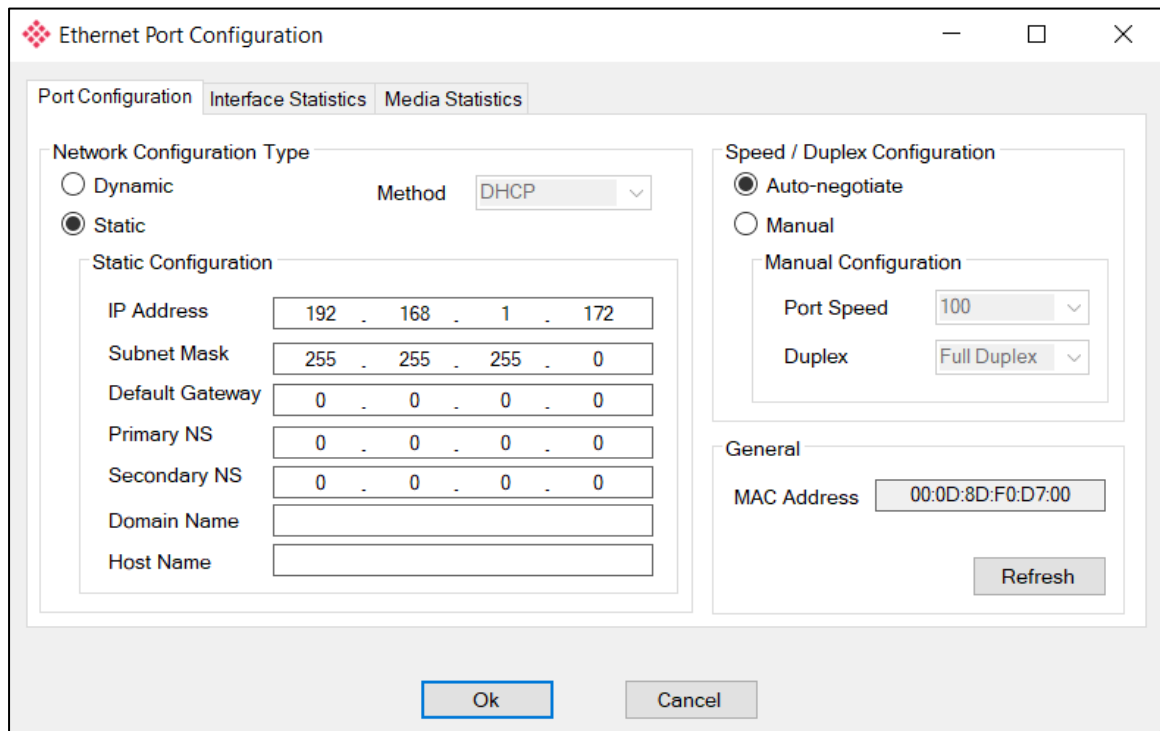 Ethernet Port Configuration
Port Configuration Interface Statistics Media Statistics
Network Configuration Type
Dynamic
Method DHCP
Static
Static Configuration
IP Address 192 . 168 . 1 . 172
Subnet Mask 255 . 255 . 255 . 0
Default Gateway 0 . 0 . 0 . 0
Primary NS 0 . 0 . 0 . 0
Secondary NS 0 . 0 . 0 . 0
Domain Name
Host Name
Speed / Duplex Configuration
Auto-negotiate
Manual
Manual Configuration
Port Speed 100
Duplex Full Duplex
General
MAC Address 00:0D:8D:F0:D7:00
Refresh
Ok Cancel